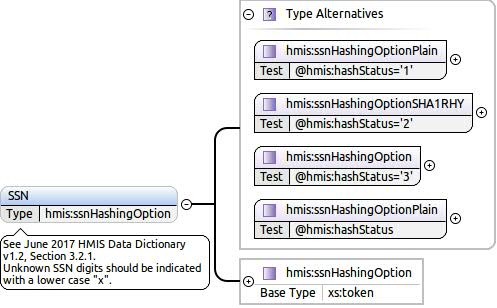 Type Alternatives
hmis:ssnHashingOptionPlain
Test @hmis:hashStatus='1'
hmis:ssnHashingOptionSHA1RHY
Test @hmis:hashStatus='2'
hmis:ssnHashingOption
Test @hmis:hashStatus='3'
SSN
Type hmis:ssnHashingOption
hmis:ssnHashingOptionPlain
Test @hmis:hashStatus
See June 2017 HMIS Data Dictionary
v1.2, Section 3.2.1.
Unknown SSN digits should be indicated
with a lower case "x".
hmis:ssnHashingOption
Base Type xs:token